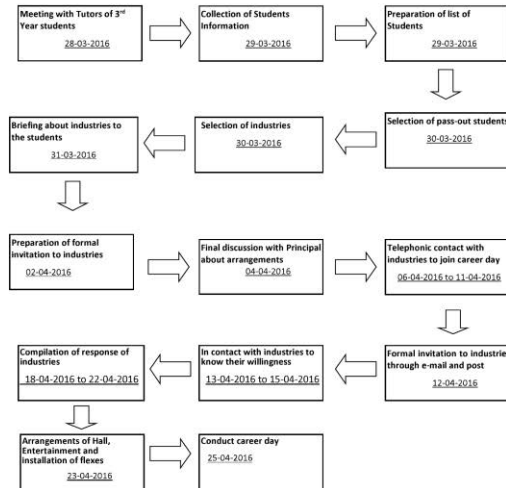 Meeting with Tutors of 3rd
Year students
28-03-2016
Collection of Students
Information
29-03-2016
Preparation of list of
Students
29-03-2016
Selection of pass-out students
30-03-2016
Selection of industries
30-03-2016
Briefing about industries to
the students
31-03-2016
Preparation of formal
invitation to industries
02-04-2016
Final discussion with Principal
about arrangements
04-04-2016
Telephonic contact with
industries to join career day
06-04-2016 to 11-04-2016
Formal invitation to industries
through e-mail and post
12-04-2016
In contact with industries to
know their willingness
13-04-2016 to 15-04-2016
Compilation of response of
industries
18-04-2016 to 22-04-2016
Arrangements of Hall,
Entertainment and
installation of flexes
23-04-2016
Conduct career day
25-04-2016